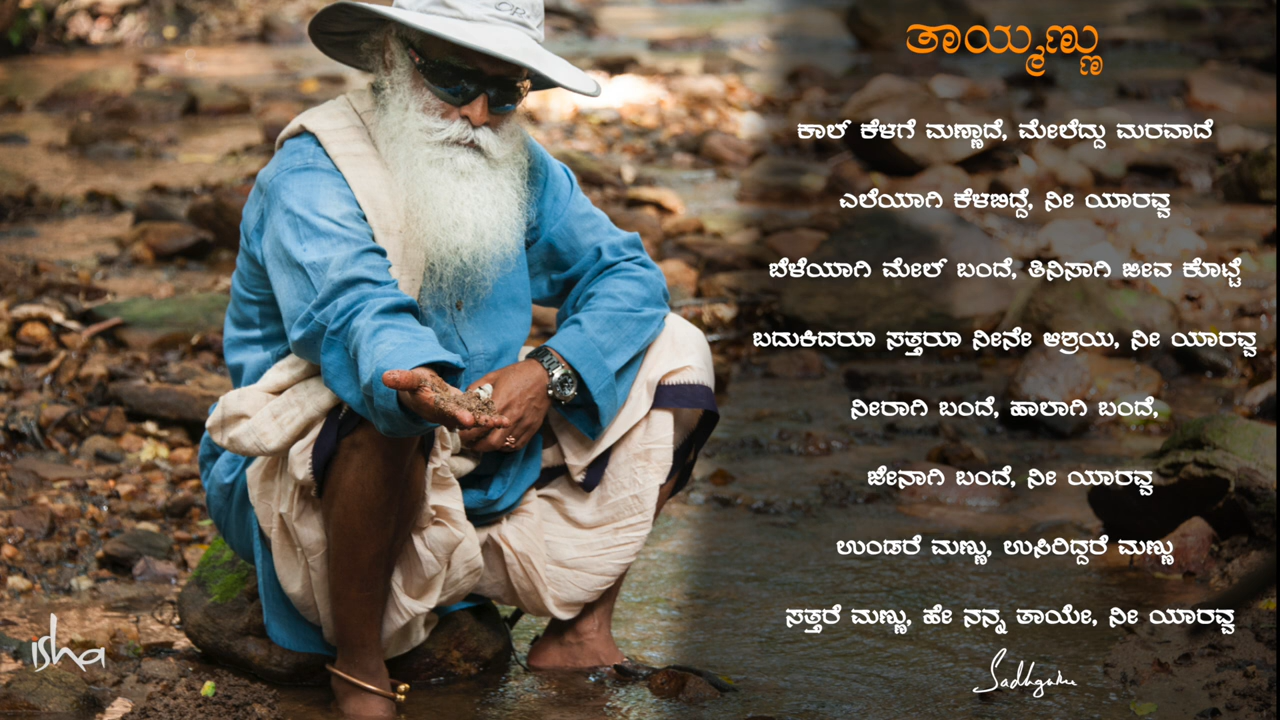 OR
ತಾಯ್ಮಣ್ಣು
ಕಾಲ್ ಕೆಳಗೆ ಮಣ್ಣಾದೆ, ಮೇಲೆದ್ದು ಮರವಾದೆ
ಎಲೆಯಾಗಿ ಕೆಳಬಿದ್ದೆ, ನೀ ಯಾರವ್ವ
ಬೆಳೆಯಾಗಿ ಮೇಲ್ ಬಂದೆ, ತಿನಿಸಾಗಿ ಜೀವ ಕೊಟ್ಟೆ
ಬದುಕಿದರೂ ಸತ್ತರೂ ನೀನೇ ಆಶ್ರಯ, ನೀ ಯಾರವ್ವ
ನೀರಾಗಿ ಬಂದೆ, ಹಾಲಾಗಿ ಬಂದೆ,
ಜೇನಾಗಿ ಬಂದೆ, ನೀ ಯಾರವ್ವ
ಉಂಡರೆ ಮಣ್ಣು, ಉಸಿರಿದ್ದರೆ ಮಣ್ಣು
ಸತ್ತರೆ ಮಣ್ಣು, ಹೇ ನನ್ನ ತಾಯೇ, ನೀ ಯಾರವ್ವ
Sadhguru
isha